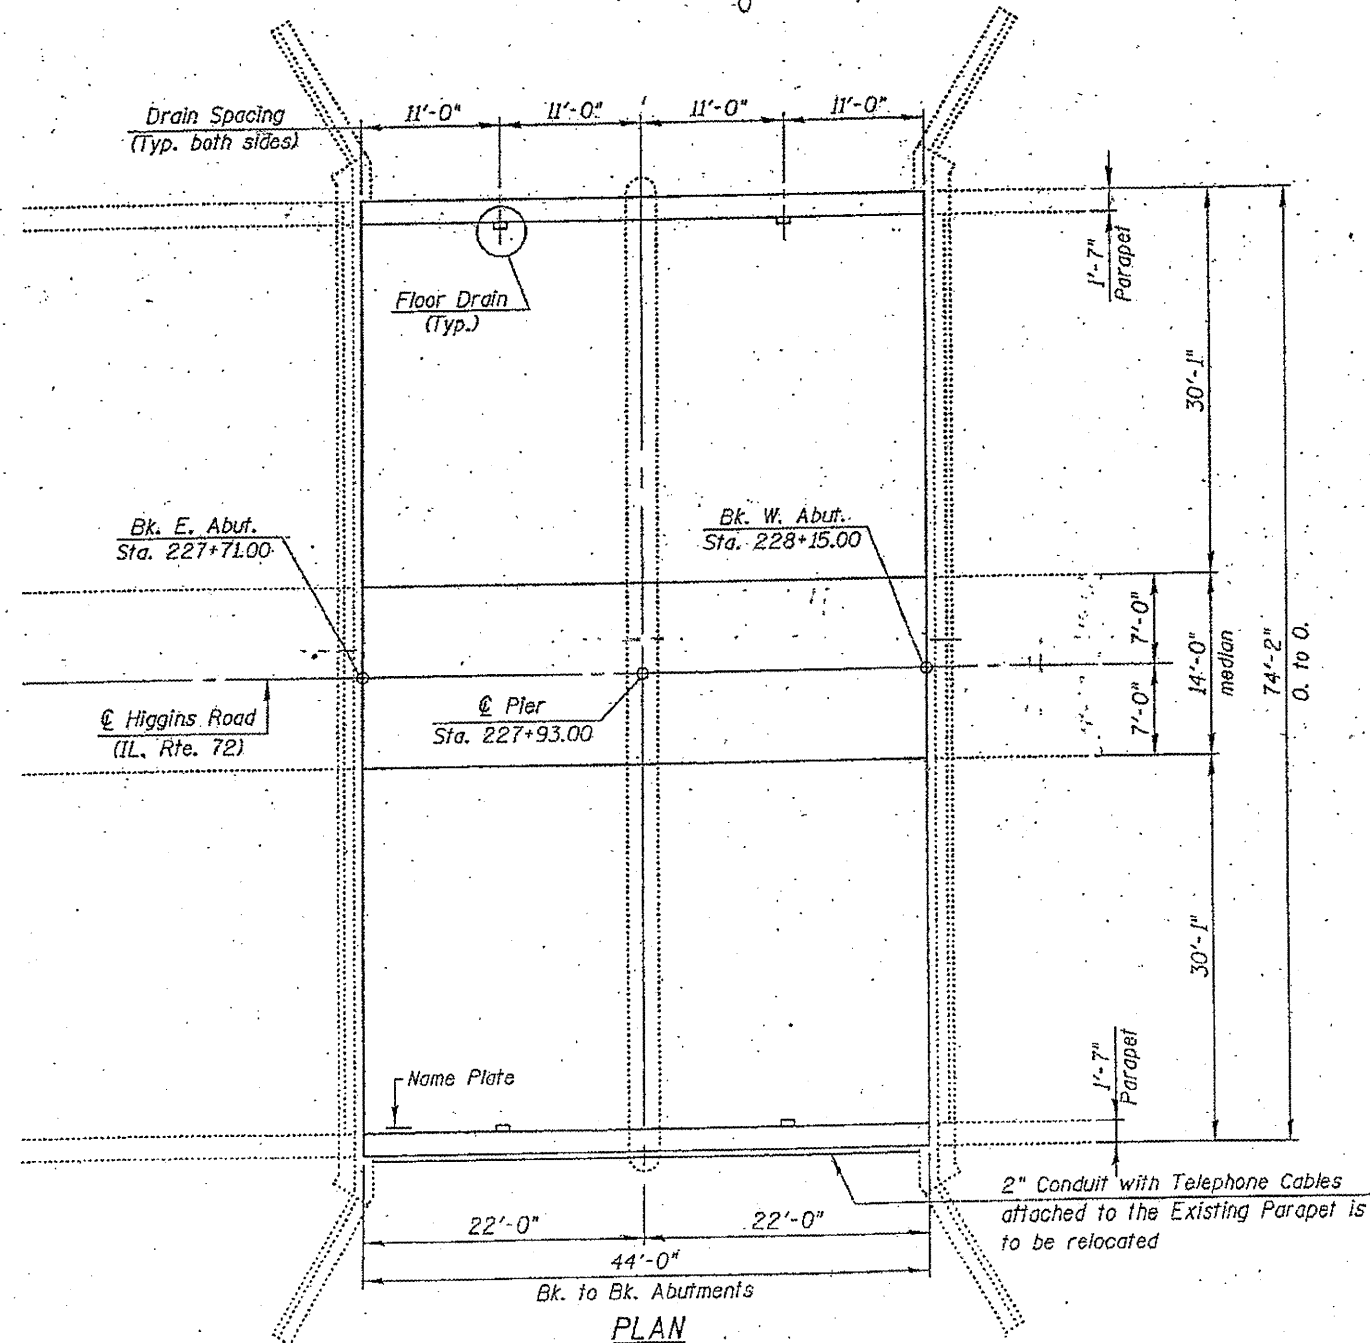 Drain Spacing
(Typ. both sides)
11'-0"
11'-0"
11'-0"
11'-0"
1'-7"
Parapet
Floor Drain
(Typ.)
30'-1"
Bk. E. Abut.
Sta. 227+71.00
Bk. W. Abut.
Sta. 228+15.00
7'-0"
7'-0"
14'-0"
median
74'-2"
O. to O.
℄ Higgins Road
(IL. Rte. 72)
℄ Pier
Sta. 227+93.00
30'-1"
1'-7"
Parapet
Name Plate
2" Conduit with Telephone Cables
attached to the Existing Parapet is
to be relocated
22'-0"
22'-0"
44'-0"
Bk. to Bk. Abutments
PLAN